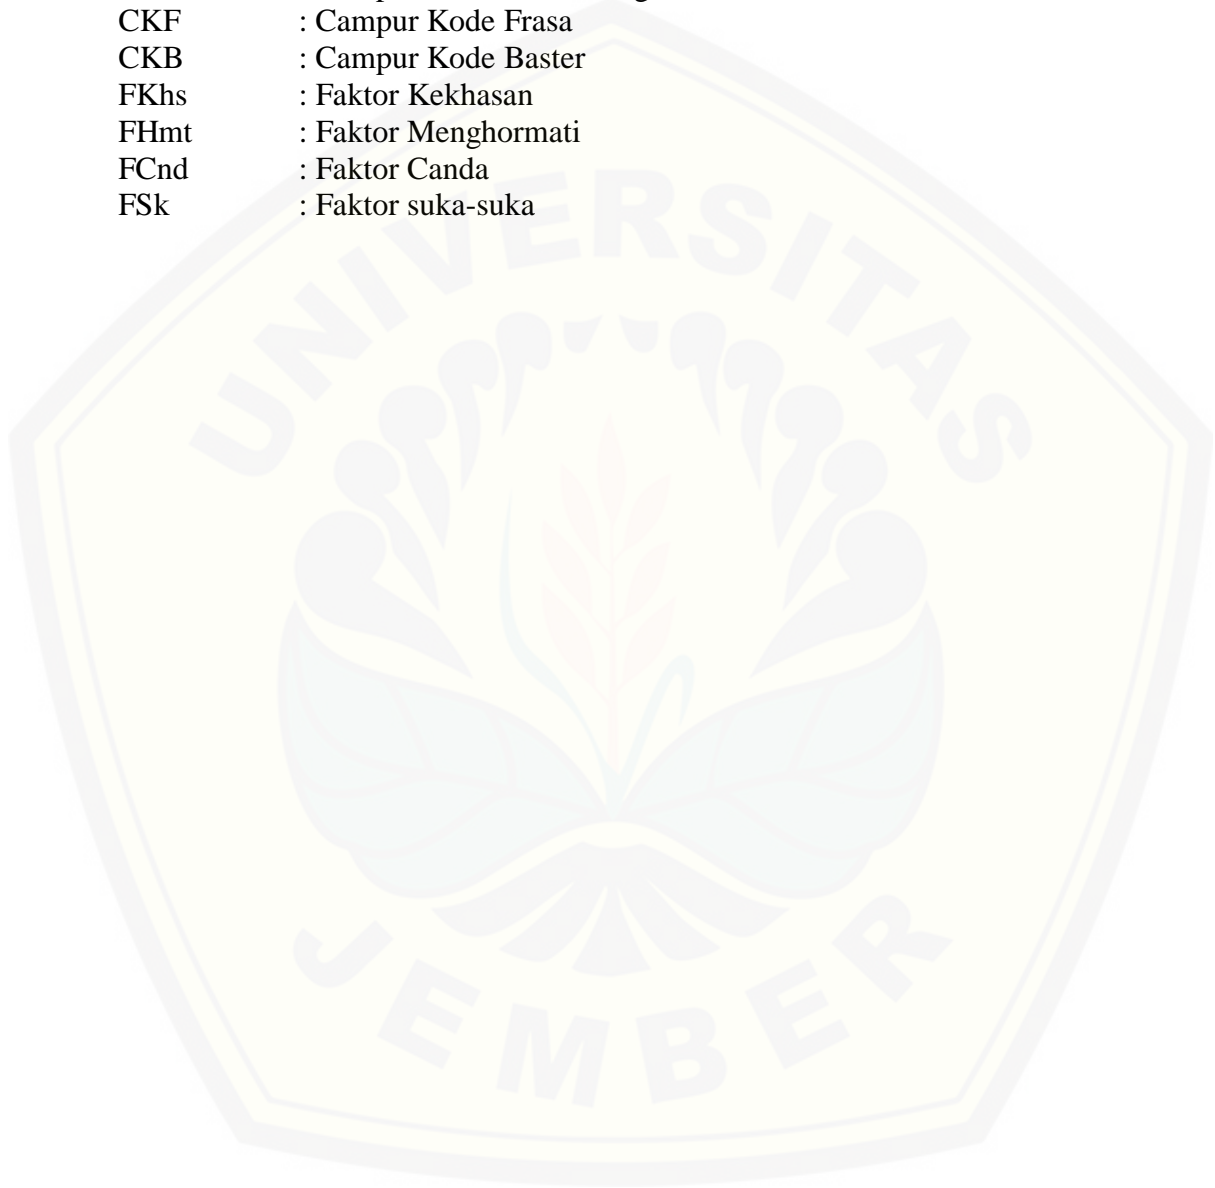 CKF : Campur Kode Frasa
CKB : Campur Kode Baster
FKhs : Faktor Kekhasan
FHmt : Faktor Menghormati
FCnd : Faktor Canda
FSk : Faktor suka-suka
UNIVERSITAS
JEMBER